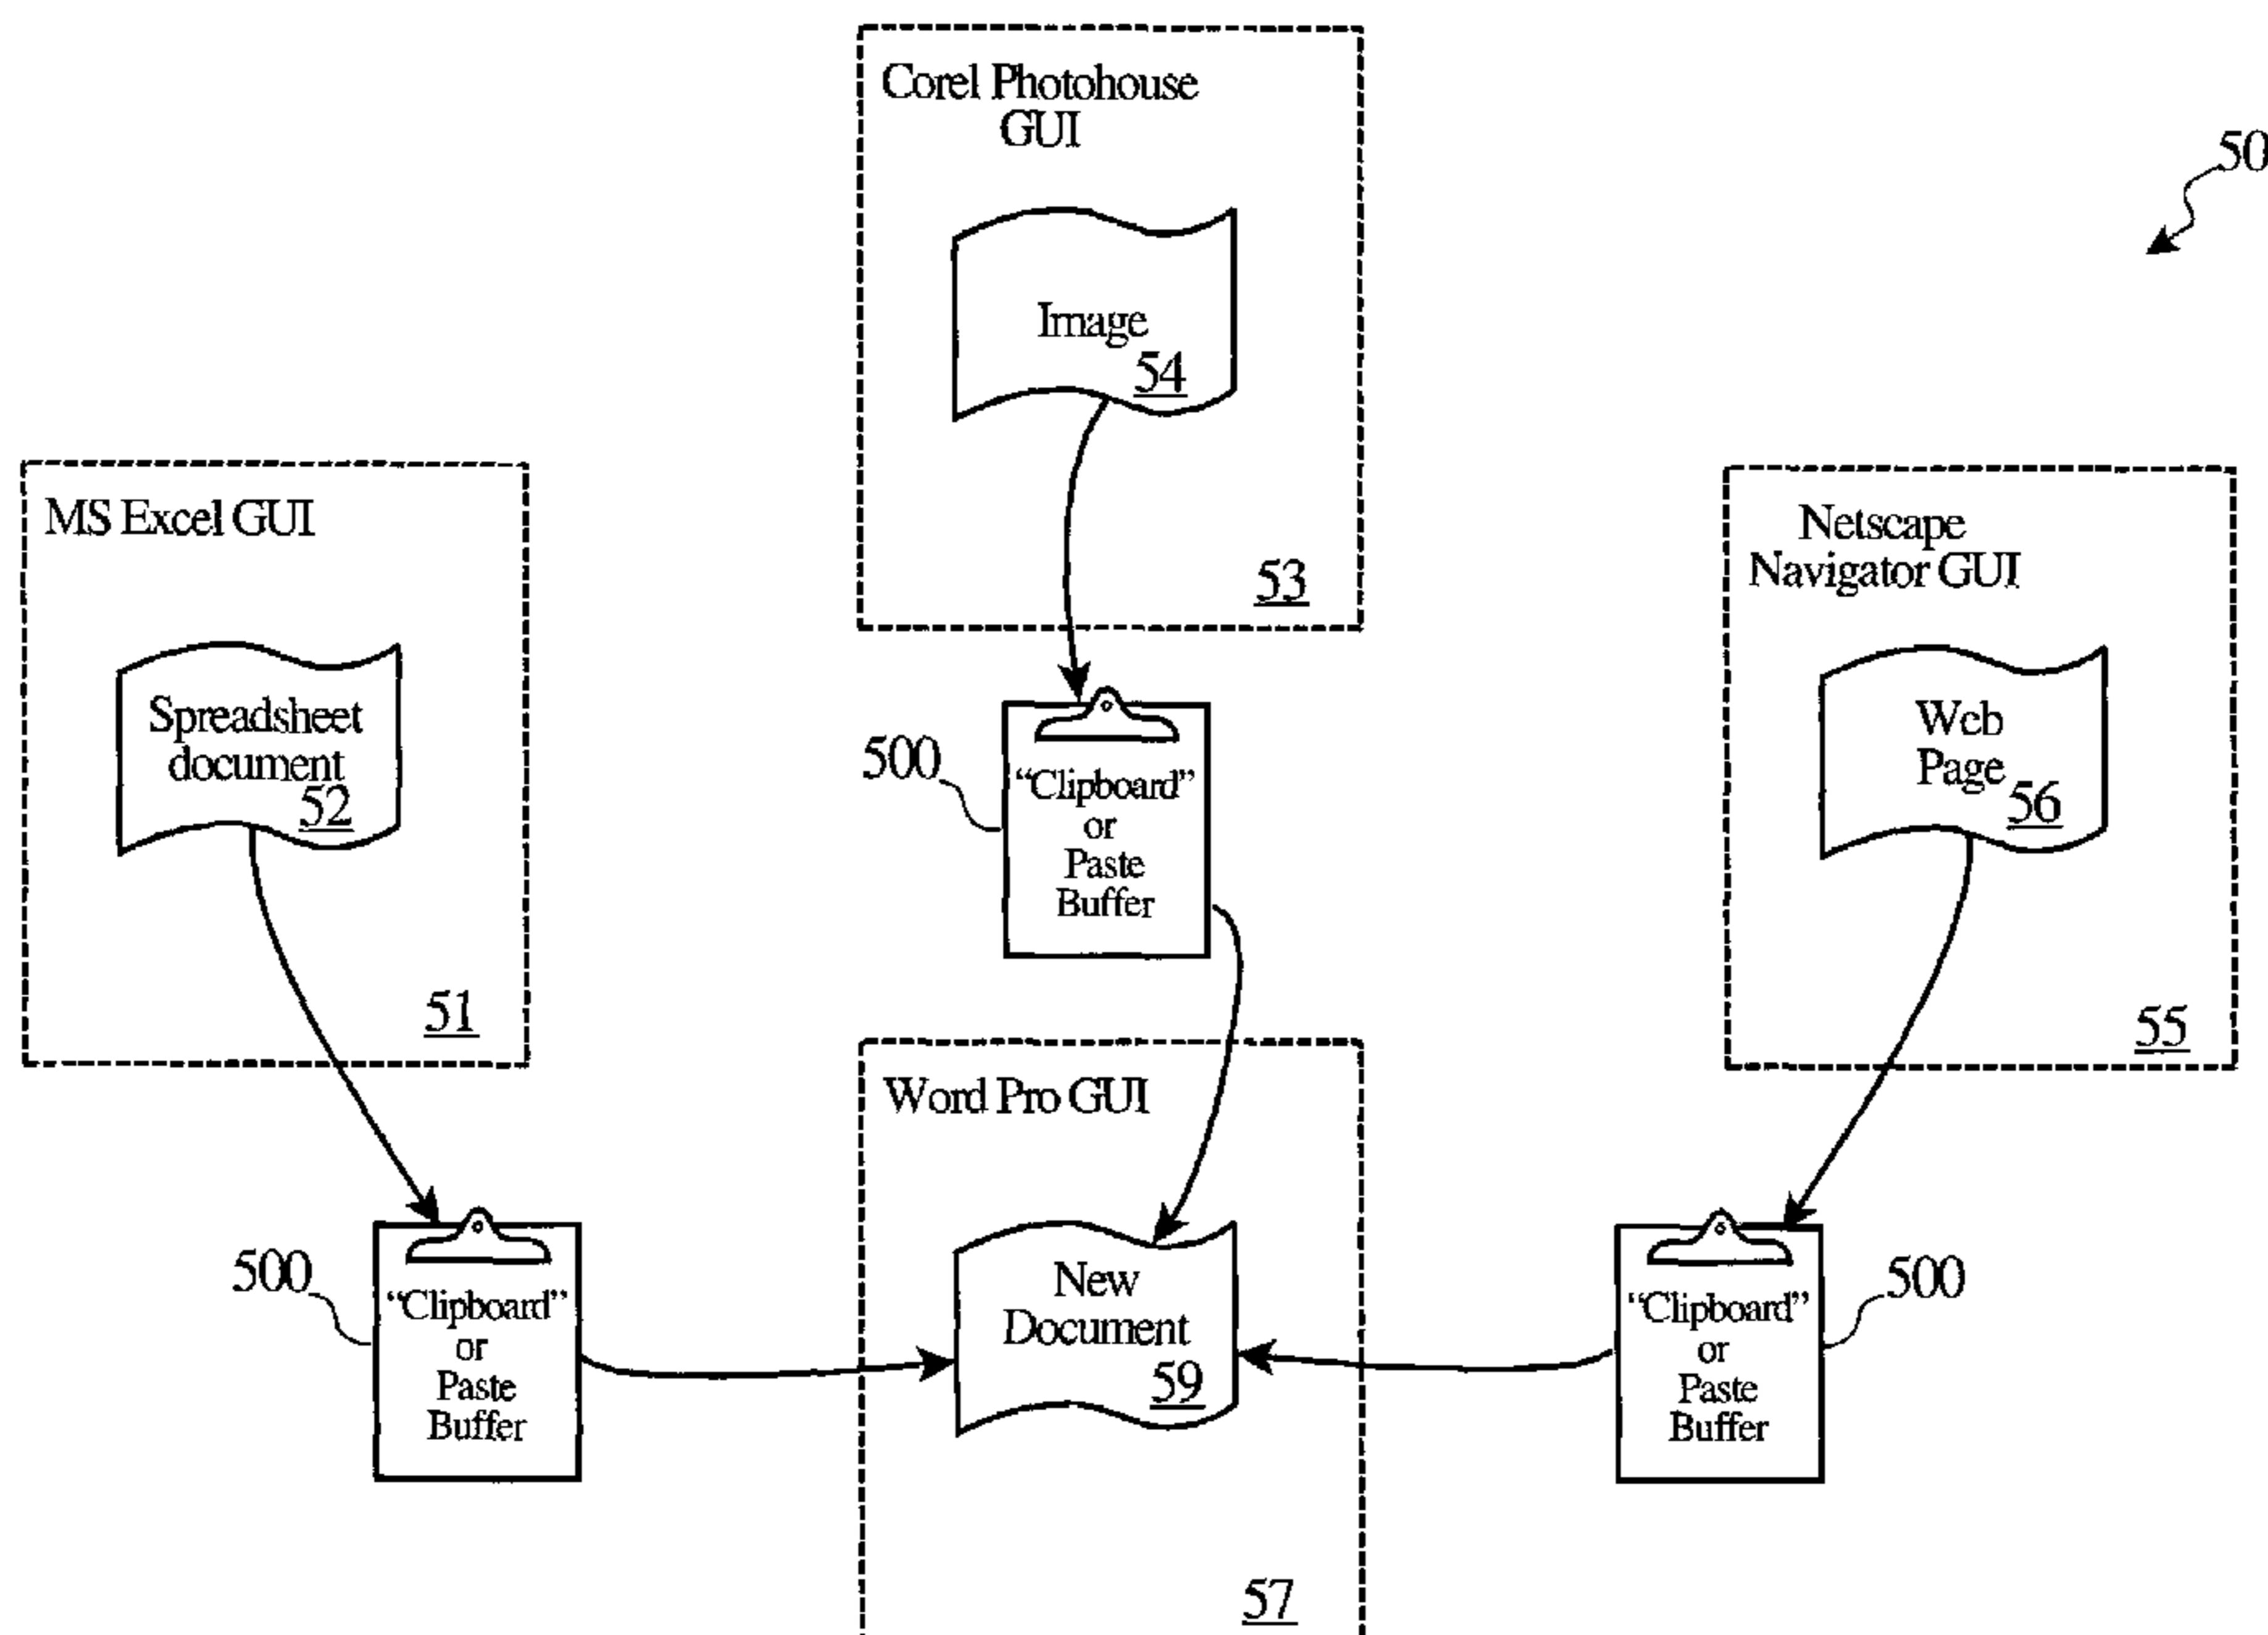 Corel Photohouse
GUI
50
Image
54
53
MS Excel GUI
Spreadsheet
document
52
51
Netscape
Navigator GUI
Web
Page
56
55
500
“Clipboard”
or
Paste
Buffer
Word Pro GUI
New
Document
59
57
500
“Clipboard”
or
Paste
Buffer
500
“Clipboard”
or
Paste
Buffer